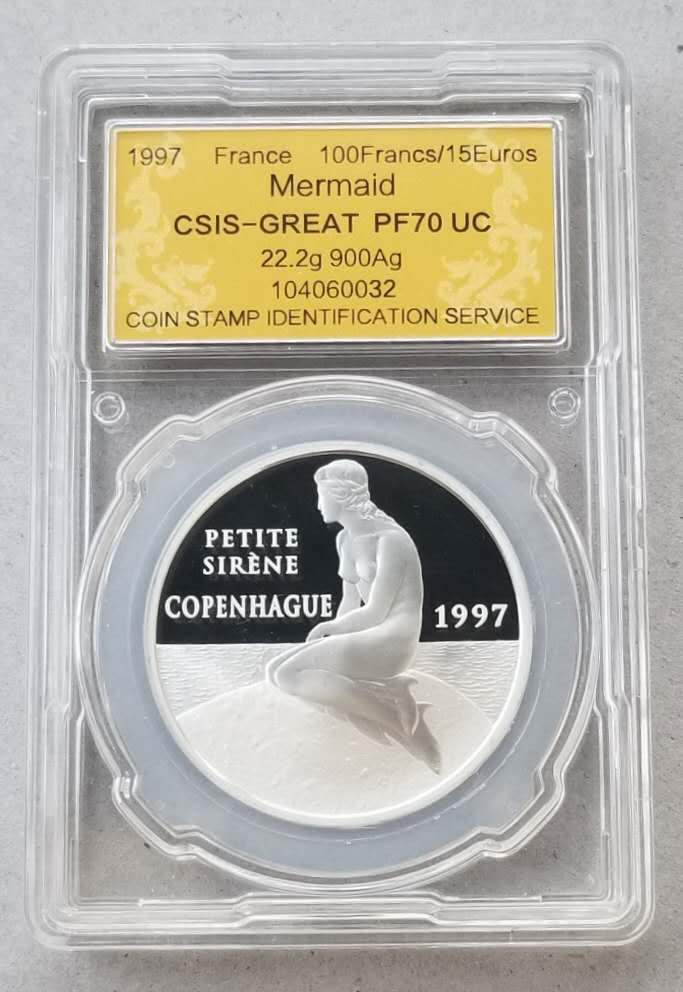 1997 France 100Francs/15Euros
Mermaid
CSIS-GREAT PF70 UC
22.2g 900Ag
104060032
COIN STAMP IDENTIFICATION SERVICE
PETITE
SIRÈNE
COPENHAGUE 1997